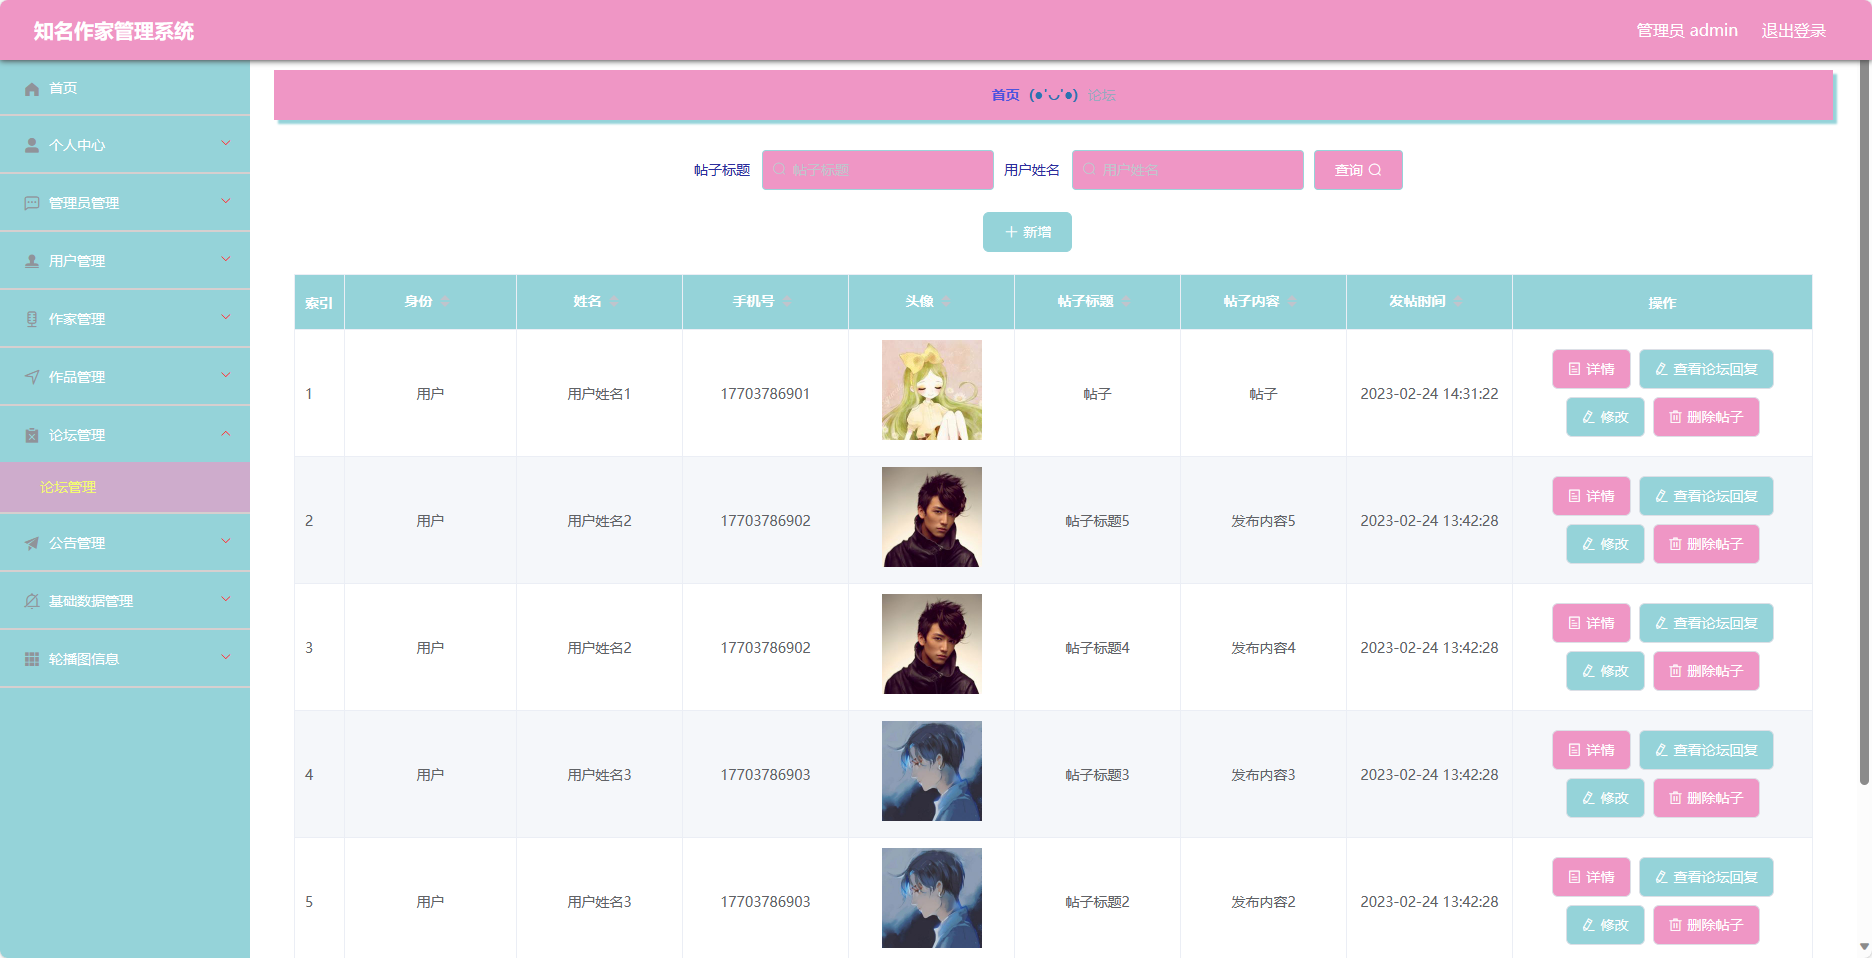 知名作家管理系统
管理员 admin 退出登录
首页
个人中心
管理员管理
用户管理
作家管理
作品管理
论坛管理
论坛管理
公告管理
基础数据管理
轮播图信息
首页 (●'◡'●) 论坛
帖子标题 帖子标题 用户姓名 用户姓名 查询
新增
索引 身份 姓名 手机号 头像 帖子标题 帖子内容 发帖时间 操作
1 用户 用户姓名1 17703786901 帖子 帖子 2023-02-24 14:31:22
详情 查看论坛回复
修改 删除帖子
2 用户 用户姓名2 17703786902 帖子标题5 发布内容5 2023-02-24 13:42:28
详情 查看论坛回复
修改 删除帖子
3 用户 用户姓名2 17703786902 帖子标题4 发布内容4 2023-02-24 13:42:28
详情 查看论坛回复
修改 删除帖子
4 用户 用户姓名3 17703786903 帖子标题3 发布内容3 2023-02-24 13:42:28
详情 查看论坛回复
修改 删除帖子
5 用户 用户姓名3 17703786903 帖子标题2 发布内容2 2023-02-24 13:42:28
详情 查看论坛回复
修改 删除帖子